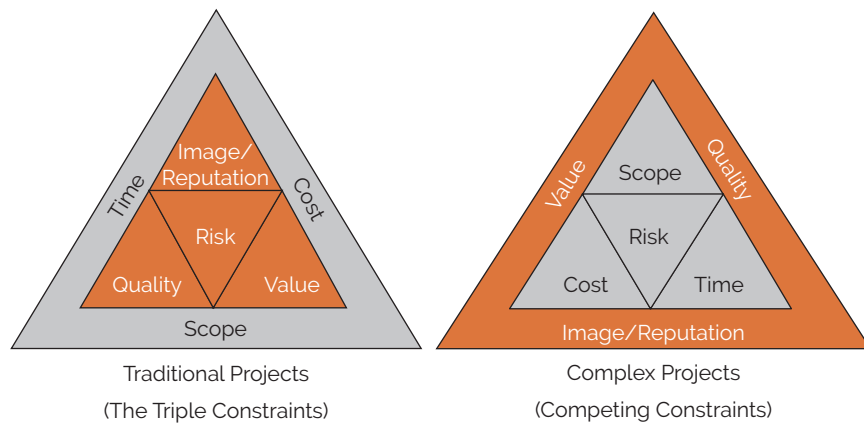 Image/
Reputation
Time
Cost
Risk
Quality
Value
Scope
Traditional Projects
(The Triple Constraints)
Scope
Value
Quality
Risk
Cost
Time
Image/Reputation
Complex Projects
(Competing Constraints)